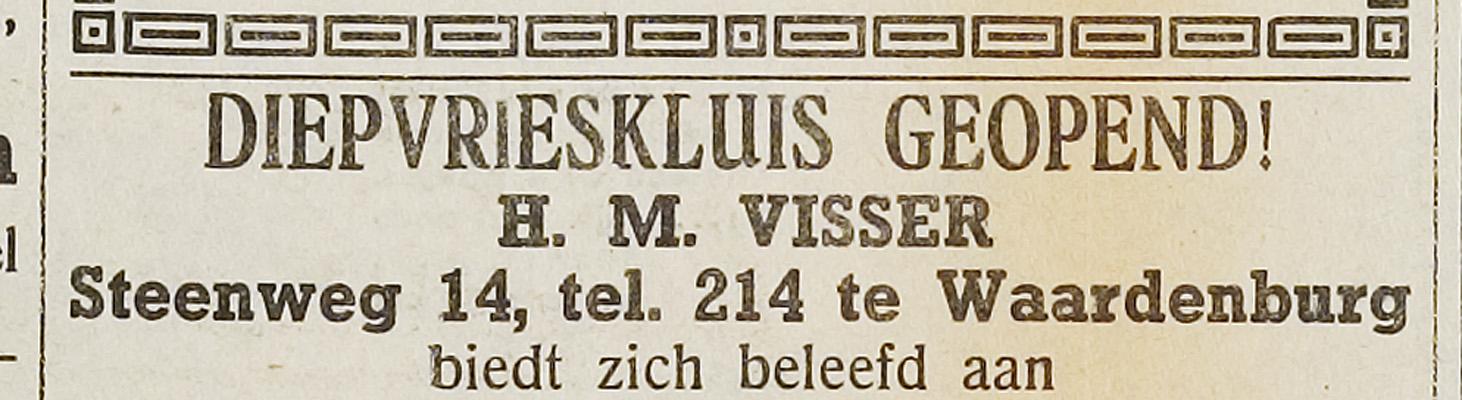 DIEPVRIESKLUIS GEOPEND!
H. M. VISSER
Steenweg 14, tel. 214 te Waardenburg
biedt zich beleefd aan